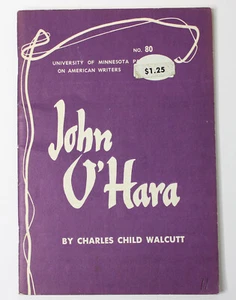 NO. 80
UNIVERSITY OF MINNESOTA
ON AMERICAN WRITERS
$1.25
John
O'Hara
BY CHARLES CHILD WALCUTT